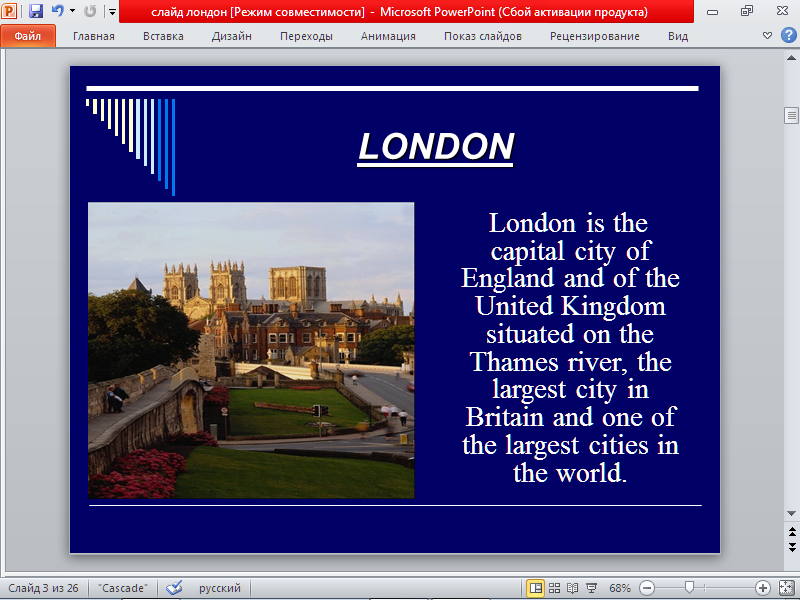 слайд лондон [Режим совместимости] - Microsoft PowerPoint (Сбой активации продукта)
Файл Главная Вставка Дизайн Переходы Анимация Показ слайдов Рецензирование Вид
LONDON
London is the
capital city of
England and of the
United Kingdom
situated on the
Thames river, the
largest city in
Britain and one of
the largest cities in
the world.
Слайд 3 из 26 "Cascade" русский 68%